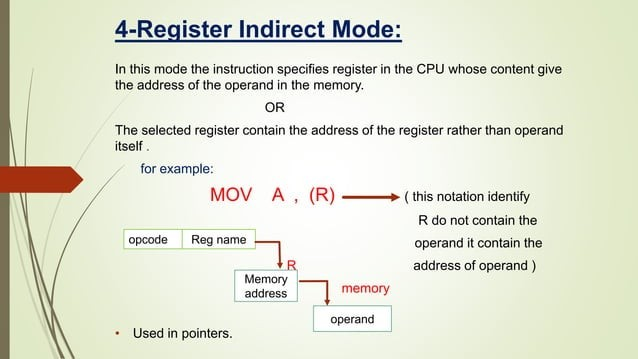 4-Register Indirect Mode:
In this mode the instruction specifies register in the CPU whose content give
the address of the operand in the memory.
OR
The selected register contain the address of the register rather than operand
itself .
for example:
MOV A , (R) ( this notation identify
R do not contain the
opcode Reg name operand it contain the
R address of operand )
Memory
address
memory
operand
• Used in pointers.